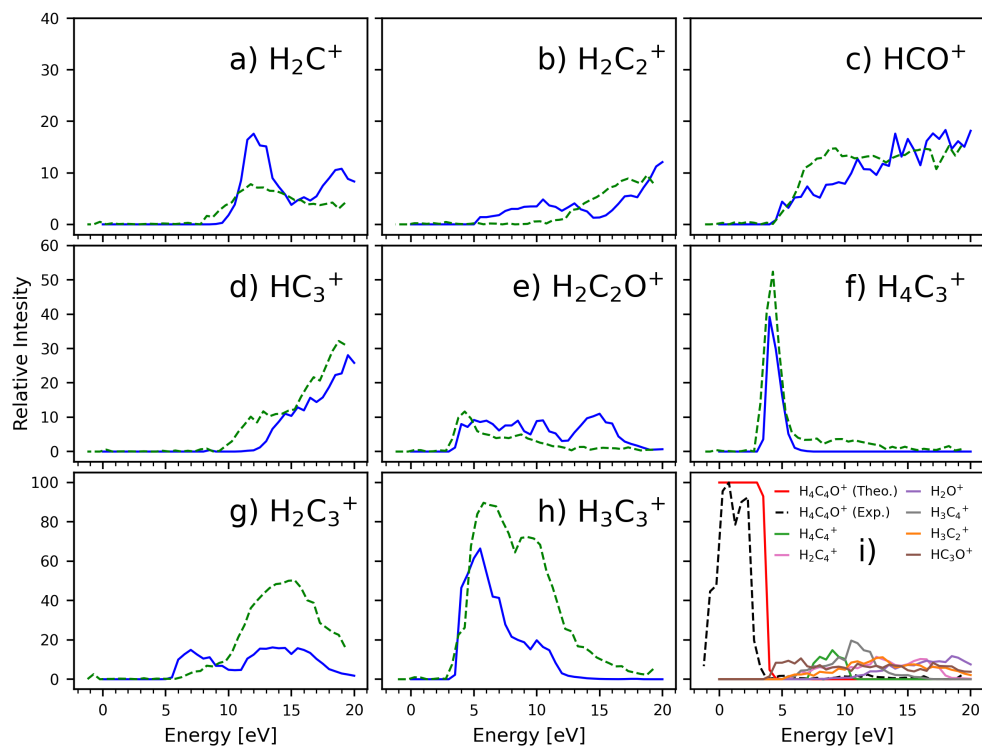 40
30
20
10
0
a) H₂C⁺
b) H₂C₂⁺
c) HCO⁺
Relative Intesity
60
50
40
30
20
10
0
d) HC₃⁺
e) H₂C₂O⁺
f) H₄C₃⁺
100
80
60
40
20
0
g) H₂C₃⁺
h) H₃C₃⁺
i)
H₄C₄O⁺ (Theo.)
H₄C₄O⁺ (Exp.)
H₄C₄⁺
H₂C₄⁺
H₂O⁺
H₃C₄⁺
H₃C₂⁺
HC₃O⁺
0 5 10 15 20
0 5 10 15 20
0 5 10 15 20
Energy [eV]
Energy [eV]
Energy [eV]